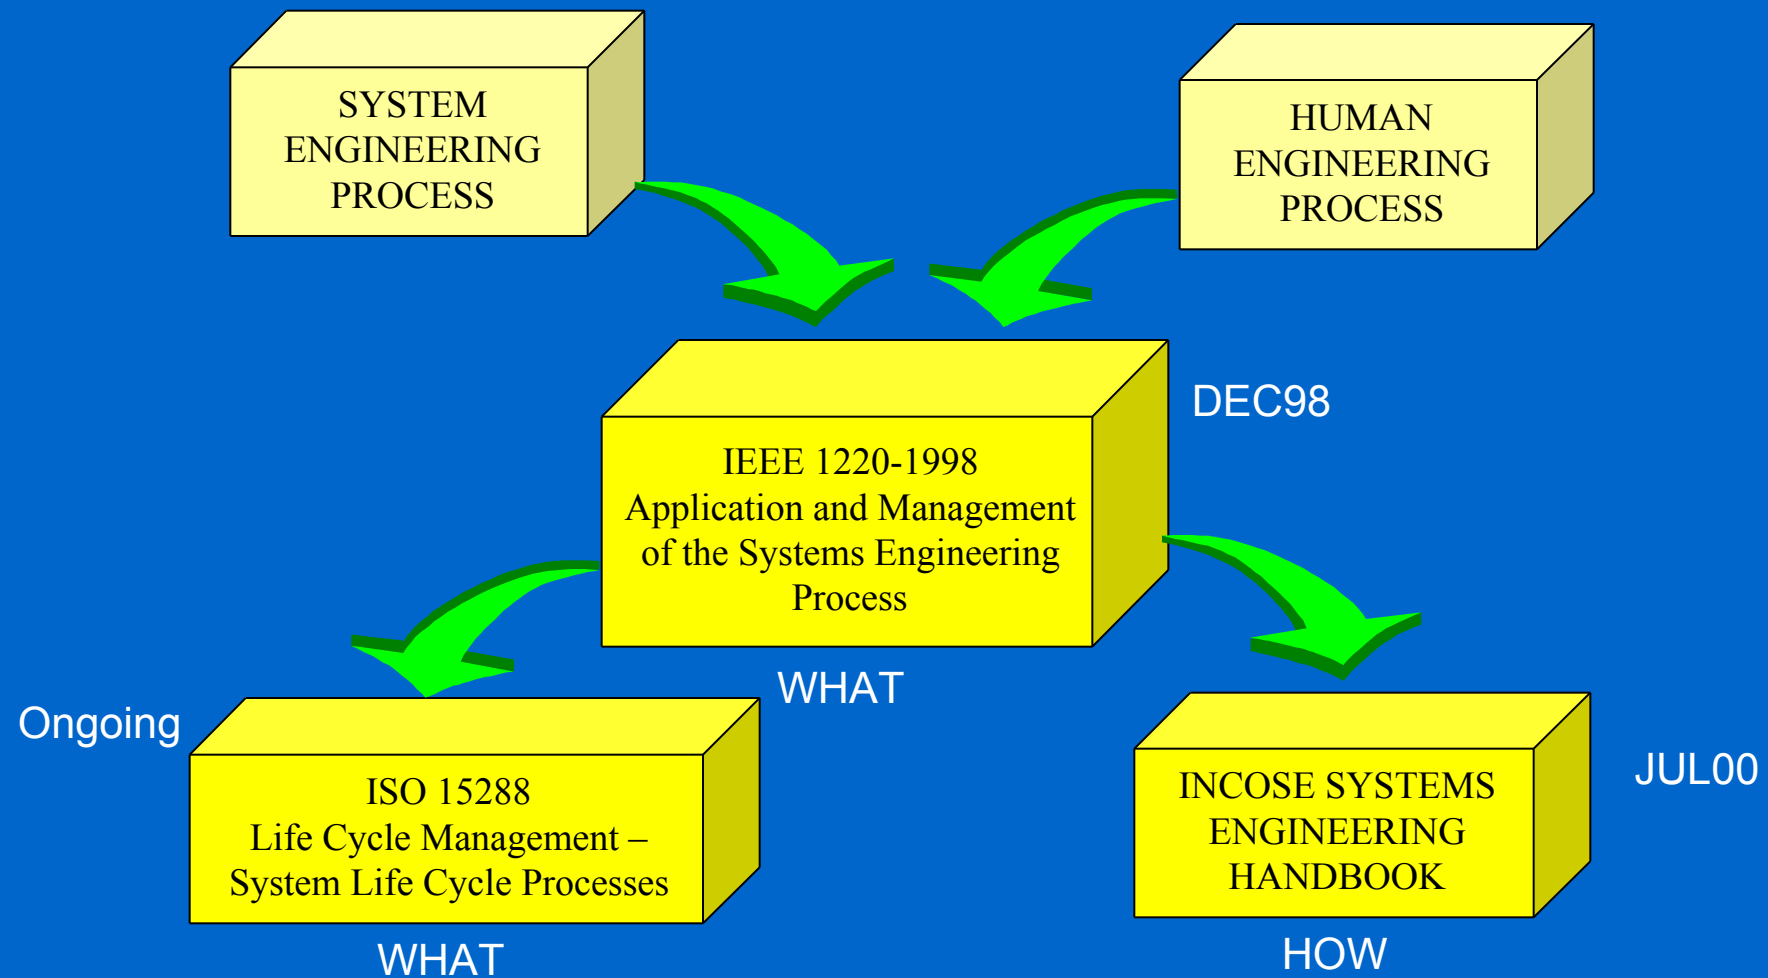 SYSTEM
ENGINEERING
PROCESS
HUMAN
ENGINEERING
PROCESS
DEC98
IEEE 1220-1998
Application and Management
of the Systems Engineering
Process
WHAT
Ongoing
ISO 15288
Life Cycle Management –
System Life Cycle Processes
WHAT
JUL00
INCOSE SYSTEMS
ENGINEERING
HANDBOOK
HOW